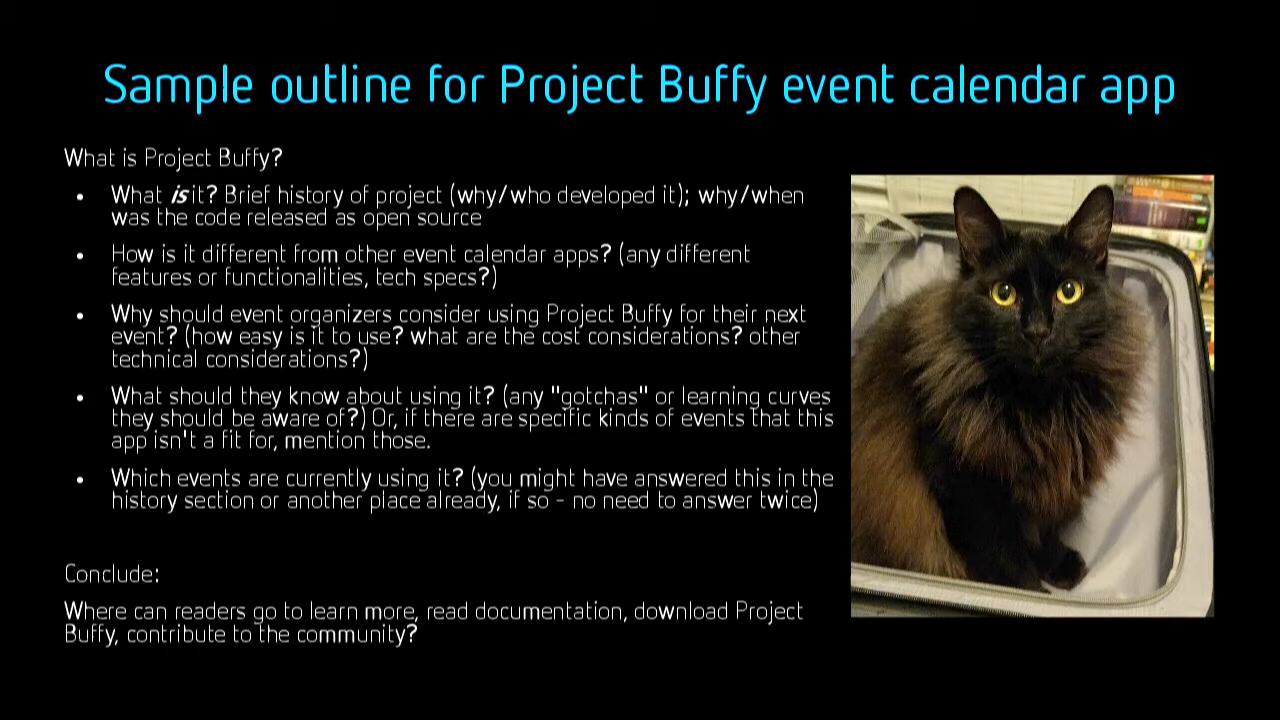 Sample outline for Project Buffy event calendar app
What is Project Buffy?
• What is it? Brief history of project (why/who developed it); why/when
was the code released as open source
• How is it different from other event calendar apps? (any different
features or functionalities, tech specs?)
• Why should event organizers consider using Project Buffy for their next
event? (how easy is it to use? what are the cost considerations? other
technical considerations?)
• What should they know about using it? (any "gotchas" or learning curves
they should be aware of?) Or, if there are specific kinds of events that this
app isn't a fit for, mention those.
• Which events are currently using it? (you might have answered this in the
history section or another place already, if so - no need to answer twice)
Conclude:
Where can readers go to learn more, read documentation, download Project
Buffy, contribute to the community?